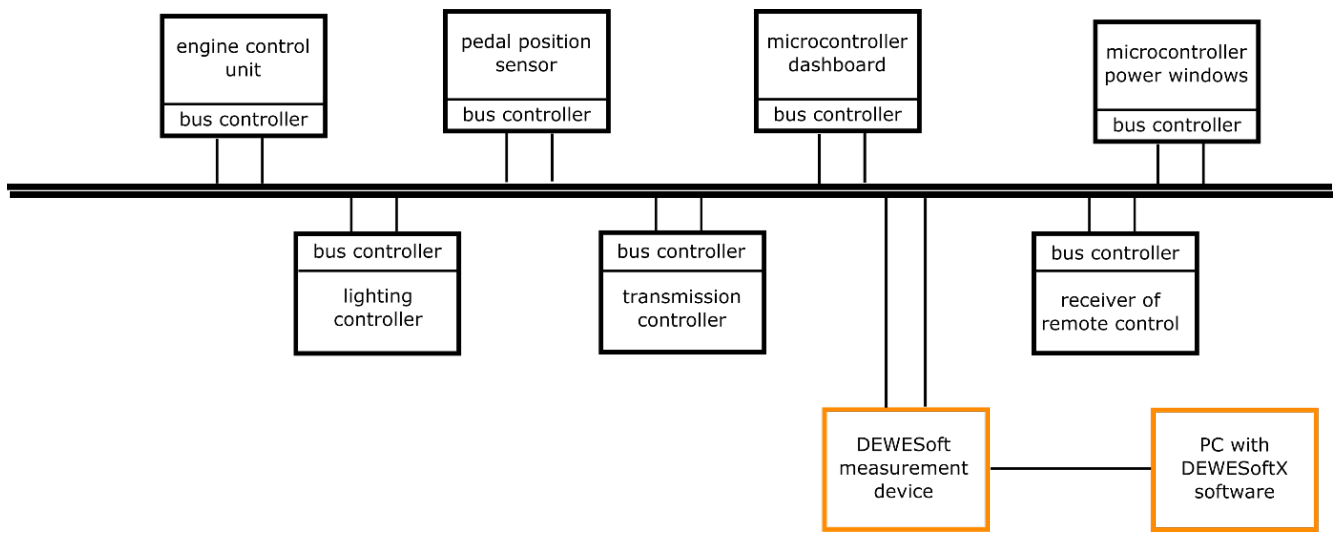 engine control
unit
bus controller
pedal position
sensor
bus controller
microcontroller
dashboard
bus controller
microcontroller
power windows
bus controller
bus controller
lighting
controller
bus controller
transmission
controller
bus controller
receiver of
remote control
DEWESoft
measurement
device
PC with
DEWESoftX
software